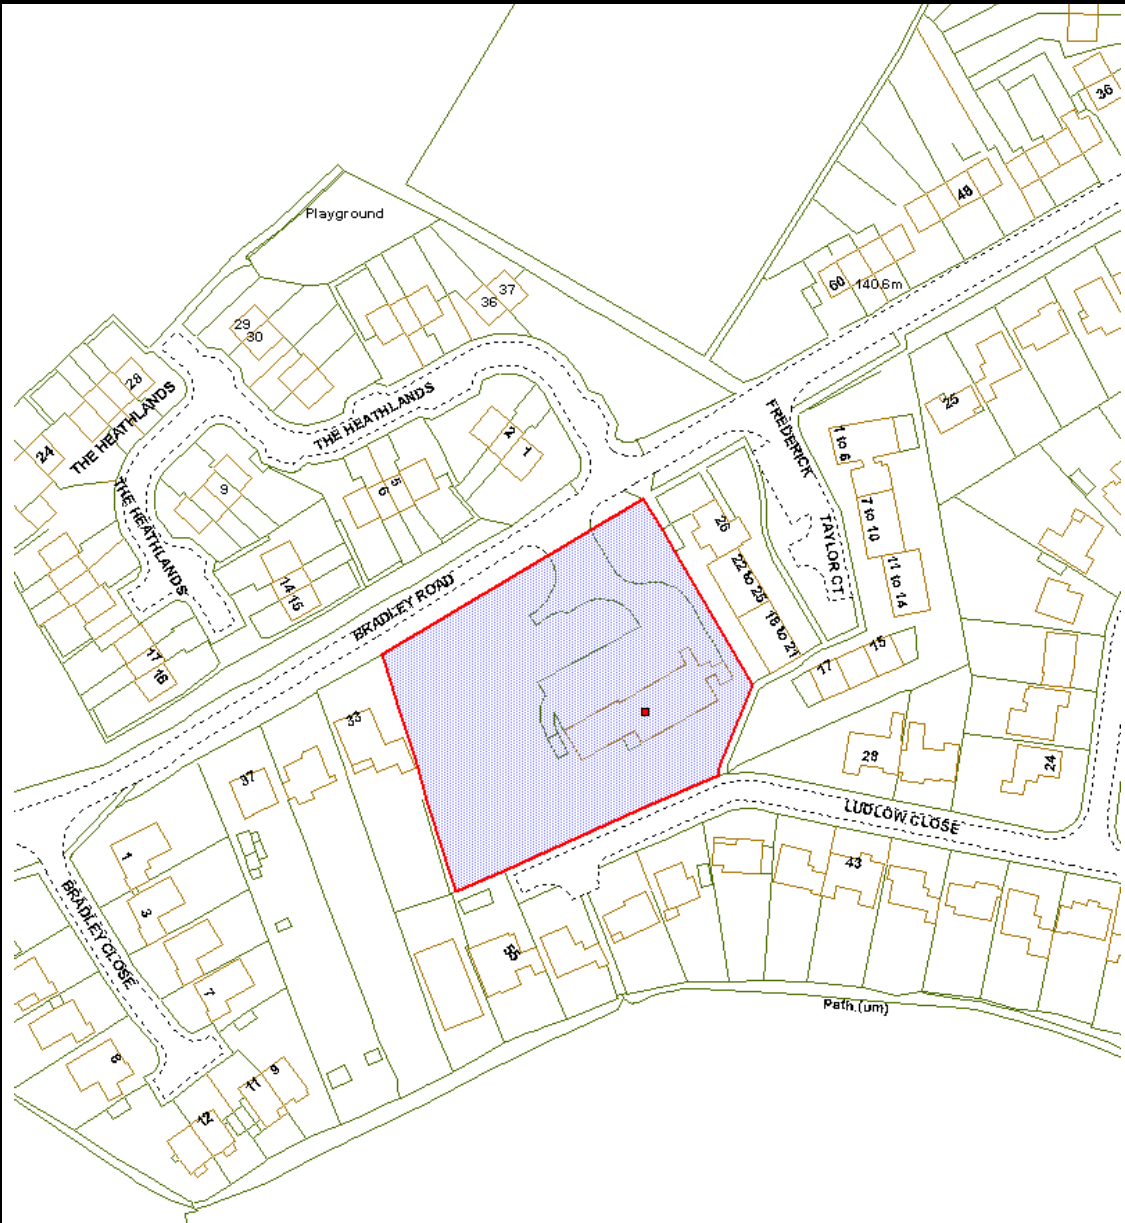 36
48
Playground
37
36
60
140.6m
29
30
28
THE HEATHLANDS
THE HEATHLANDS
25
FREDERICK
TAYLOR CT
1 to 6
2
1
24
5
6
9
THE HEATHLANDS
7 to 10
26
11 to 14
22 to 25
14
15
BRADLEY ROAD
18 to 21
15
17
17
16
33
28
24
37
LUDLOW CLOSE
1
43
3
BRADLEY CLOSE
55
7
Path (um)
8
11
9
12